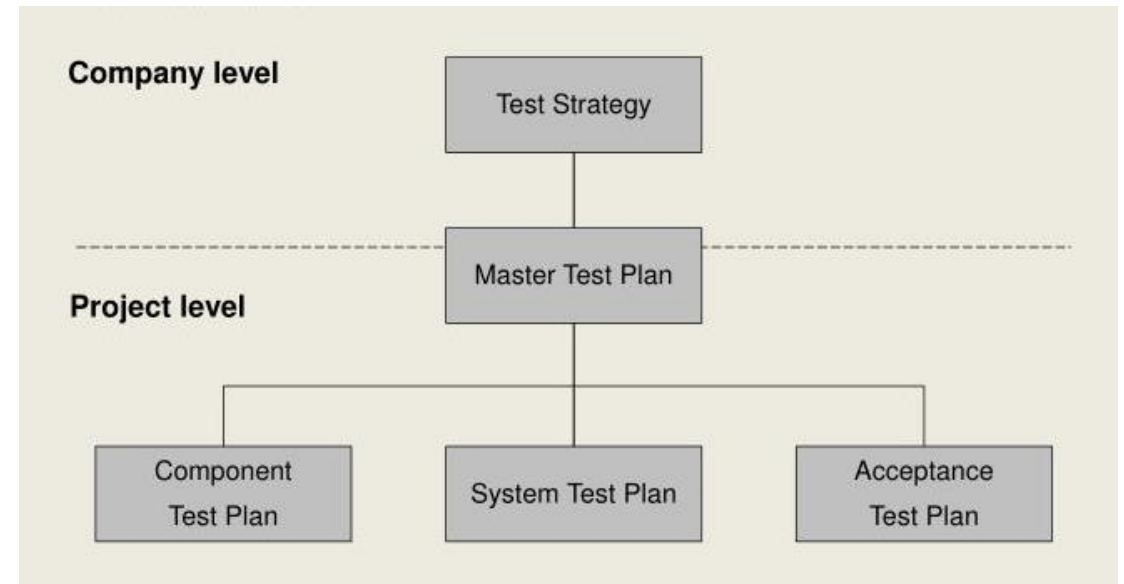 Company level
Test Strategy
Master Test Plan
Project level
Component
Test Plan
System Test Plan
Acceptance
Test Plan